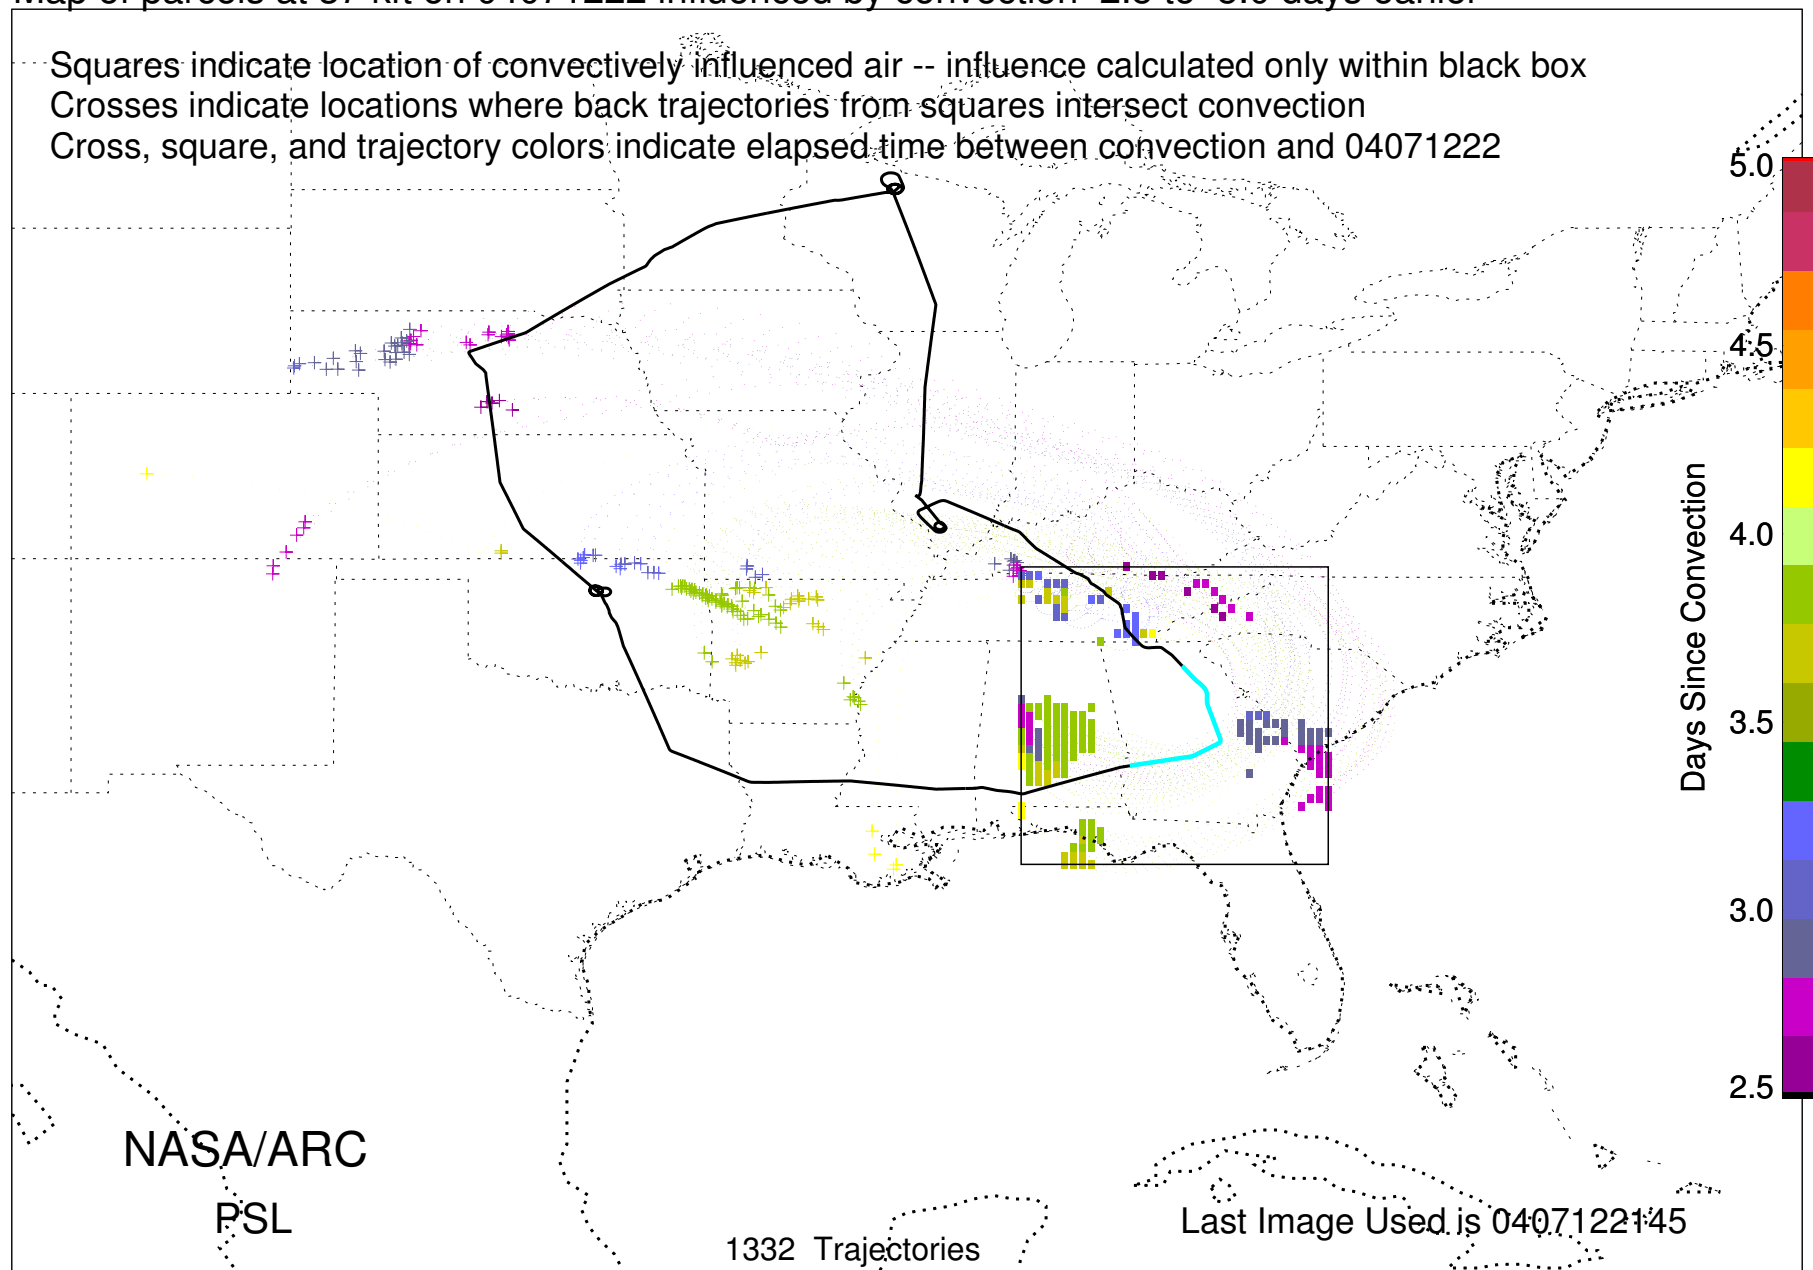 Squares indicate location of convectively influenced air -- influence calculated only within black box
Crosses indicate locations where back trajectories from squares intersect convection
Cross, square, and trajectory colors indicate elapsed time between convection and 04071222
5.0
4.5
4.0
3.5
3.0
2.5
Days Since Convection
NASA/ARC
PSL
Last Image Used is 0407122145
1332 Trajectories